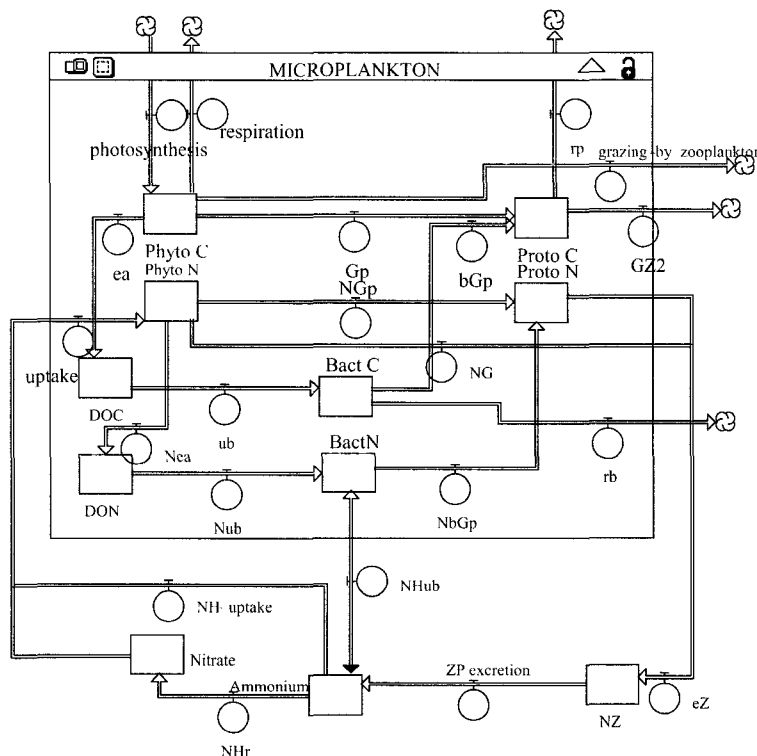 MICROPLANKTON
respiration
photosynthesis
rp
grazing by zooplankton
Phyto C
Phyto N
ea
Gp
NGp
bGp
Proto C
Proto N
GZ2
uptake
DOC
ub
Bact C
NG
Nea
BactN
rb
DON
Nub
NbGp
NHub
NH uptake
Nitrate
Ammonium
ZP excretion
NHr
NZ
eZ